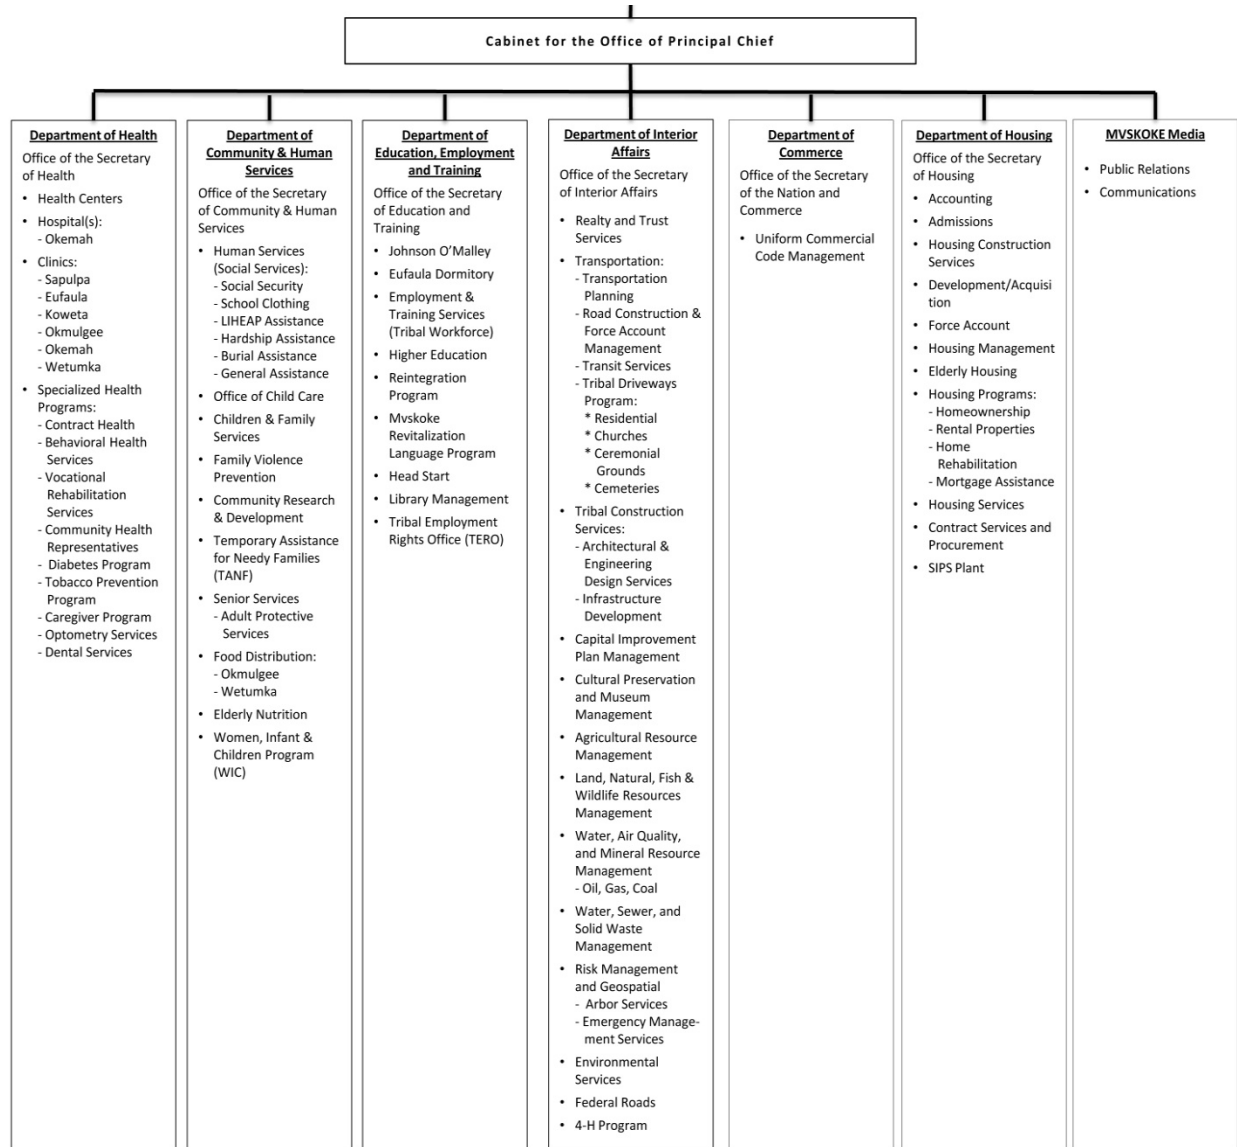 Cabinet for the Office of Principal Chief
Department of Health
Office of the Secretary
of Health
• Health Centers
• Hospital(s):
- Okemah
• Clinics:
- Sapulpa
- Eufaula
- Koweta
- Okmulgee
- Okemah
- Wetumka
• Specialized Health
Programs:
- Contract Health
- Behavioral Health
Services
- Vocational
Rehabilitation
Services
- Community Health
Representatives
- Diabetes Program
- Tobacco Prevention
Program
- Caregiver Program
- Optometry Services
- Dental Services
Department of
Community & Human
Services
Office of the Secretary
of Community & Human
Services
• Human Services
(Social Services):
- Social Security
- School Clothing
- LIHEAP Assistance
- Hardship Assistance
- Burial Assistance
- General Assistance
• Office of Child Care
• Children & Family
Services
• Family Violence
Prevention
• Community Research
& Development
• Temporary Assistance
for Needy Families
(TANF)
• Senior Services
- Adult Protective
Services
• Food Distribution:
- Okmulgee
- Wetumka
• Elderly Nutrition
• Women, Infant &
Children Program
(WIC)
Department of
Education, Employment
and Training
Office of the Secretary
of Education and
Training
• Johnson O’Malley
• Eufaula Dormitory
• Employment &
Training Services
(Tribal Workforce)
• Higher Education
• Reintegration
Program
• Mvskoke
Revitalization
Language Program
• Head Start
• Library Management
• Tribal Employment
Rights Office (TERO)
Department of Interior
Affairs
Office of the Secretary
of Interior Affairs
• Realty and Trust
Services
• Transportation:
- Transportation
Planning
- Road Construction &
Force Account
Management
- Transit Services
- Tribal Driveways
Program:
* Residential
* Churches
* Ceremonial
Grounds
* Cemeteries
• Tribal Construction
Services:
- Architectural &
Engineering
Design Services
- Infrastructure
Development
• Capital Improvement
Plan Management
• Cultural Preservation
and Museum
Management
• Agricultural Resource
Management
• Land, Natural, Fish &
Wildlife Resources
Management
• Water, Air Quality,
and Mineral Resource
Management
- Oil, Gas, Coal
• Water, Sewer, and
Solid Waste
Management
• Risk Management
and Geospatial
- Arbor Services
- Emergency Manage-
ment Services
• Environmental
Services
• Federal Roads
• 4-H Program
Department of
Commerce
Office of the Secretary
of the Nation and
Commerce
• Uniform Commercial
Code Management
Department of Housing
Office of the Secretary
of Housing
• Accounting
• Admissions
• Housing Construction
Services
• Development/Acquisi
tion
• Force Account
• Housing Management
• Elderly Housing
• Housing Programs:
- Homeownership
- Rental Properties
- Home
Rehabilitation
- Mortgage Assistance
• Housing Services
• Contract Services and
Procurement
• SIPS Plant
MVSKOKE Media
• Public Relations
• Communications